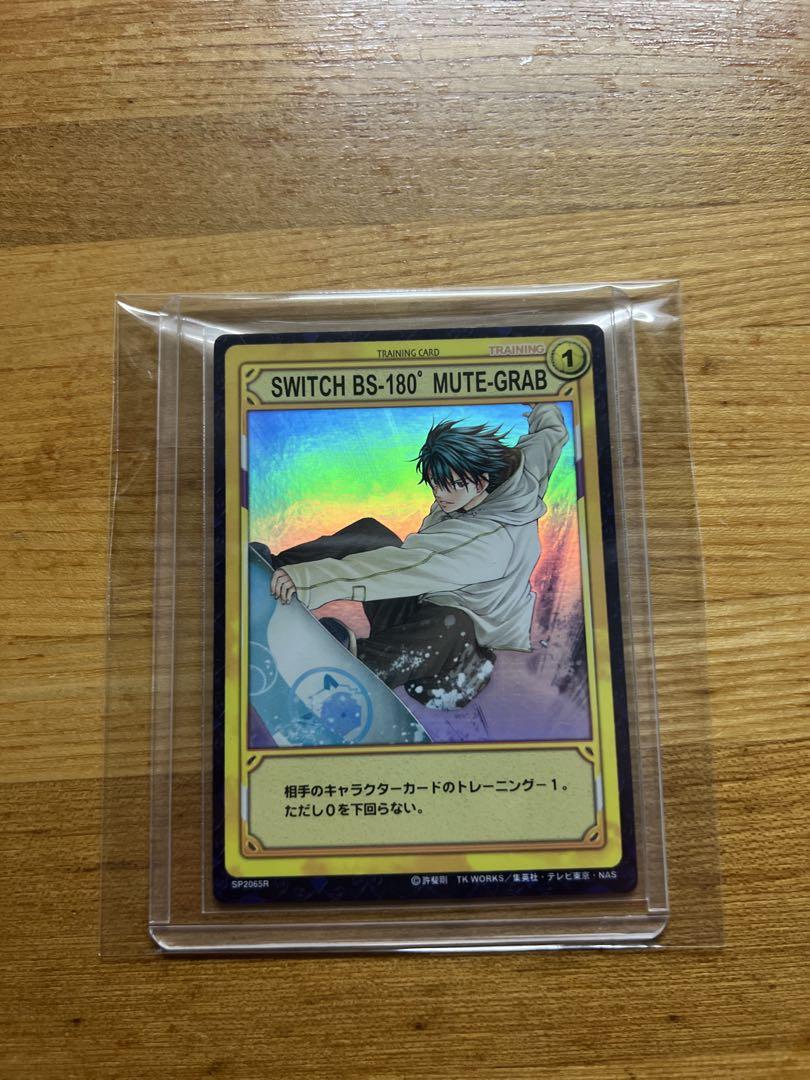 TRAINING CARD
TRAINING
1
SWITCH BS-180° MUTE-GRAB
相手のキャラクターカードのトレーニング－１。
ただし０を下回らない。
SP2065R
©許斐剛 TK WORKS／集英社・テレビ東京・NAS